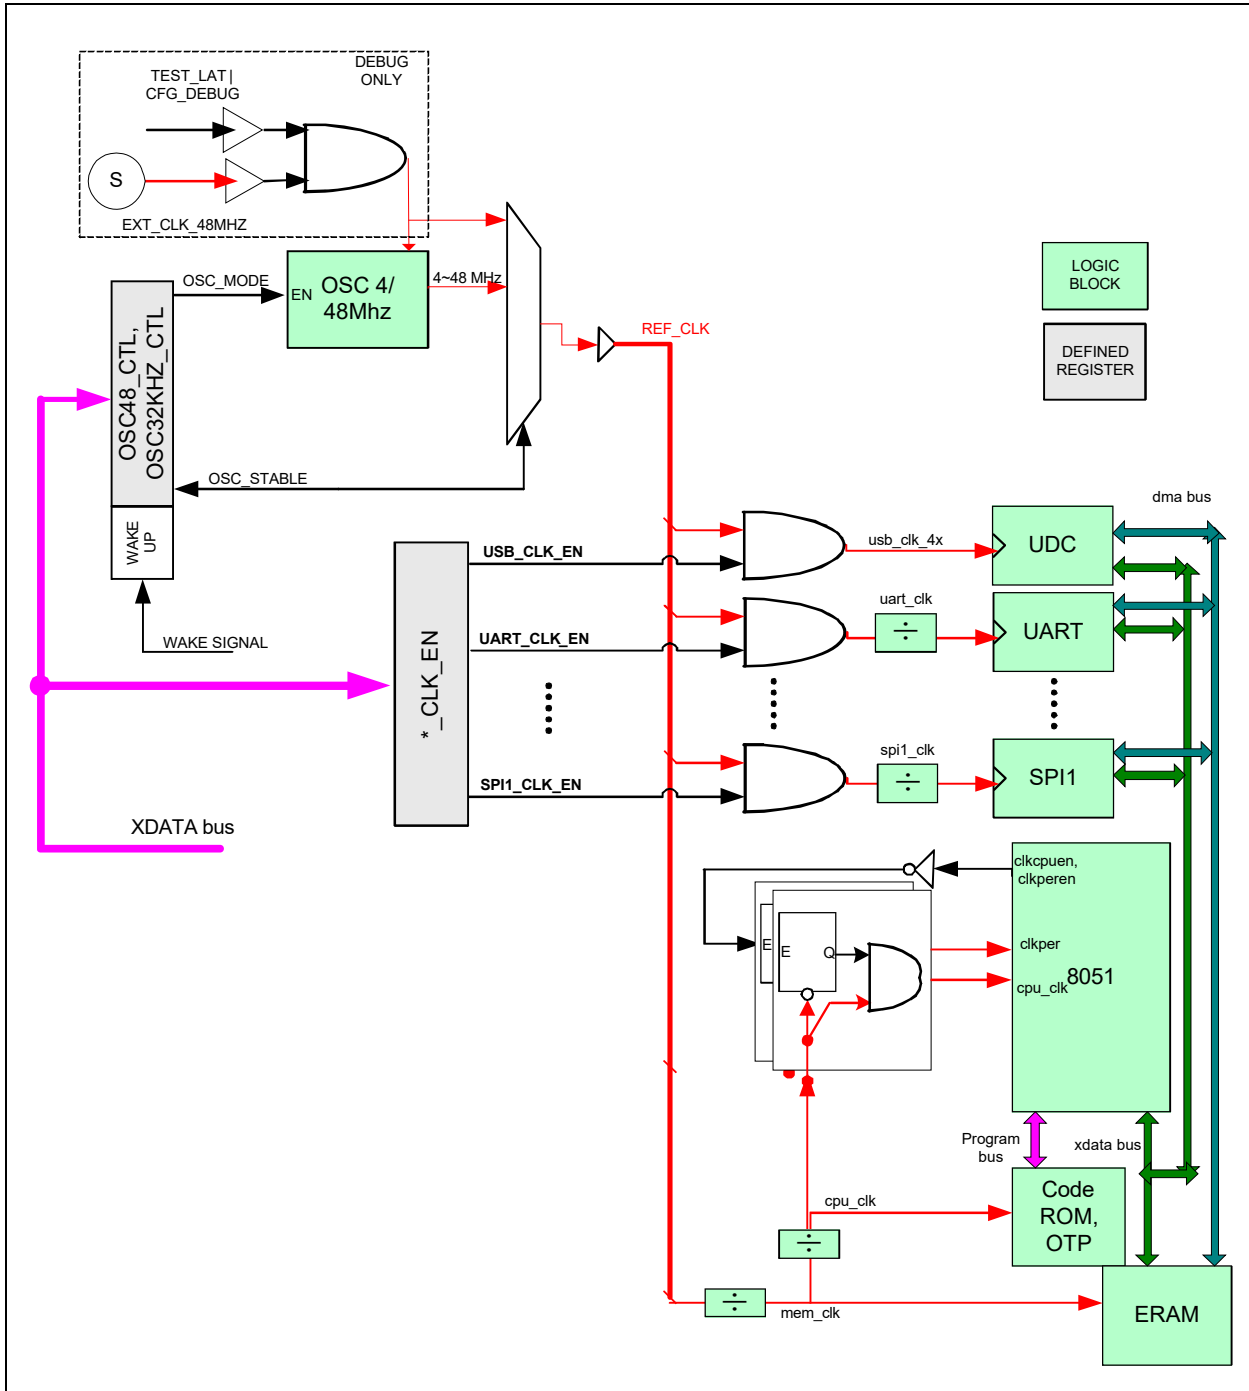 DEBUG
ONLY
TEST_LAT |
CFG_DEBUG
S
EXT_CLK_48MHZ
OSC_MODE
EN
OSC 4/
48Mhz
4~48 MHz
REF_CLK
LOGIC
BLOCK
DEFINED
REGISTER
OSC48_CTL,
OSC32KHZ_CTL
OSC_STABLE
WAKE
UP
WAKE SIGNAL
XDATA bus
*_CLK_EN
USB_CLK_EN
UART_CLK_EN
SPI1_CLK_EN
usb_clk_4x
UDC
dma bus
uart_clk
÷
UART
spi1_clk
÷
SPI1
clkcpuen,
clkperen
E
E
Q
clkper
cpu_clk
8051
Program
bus
xdata bus
cpu_clk
÷
Code
ROM,
OTP
÷
mem_clk
ERAM